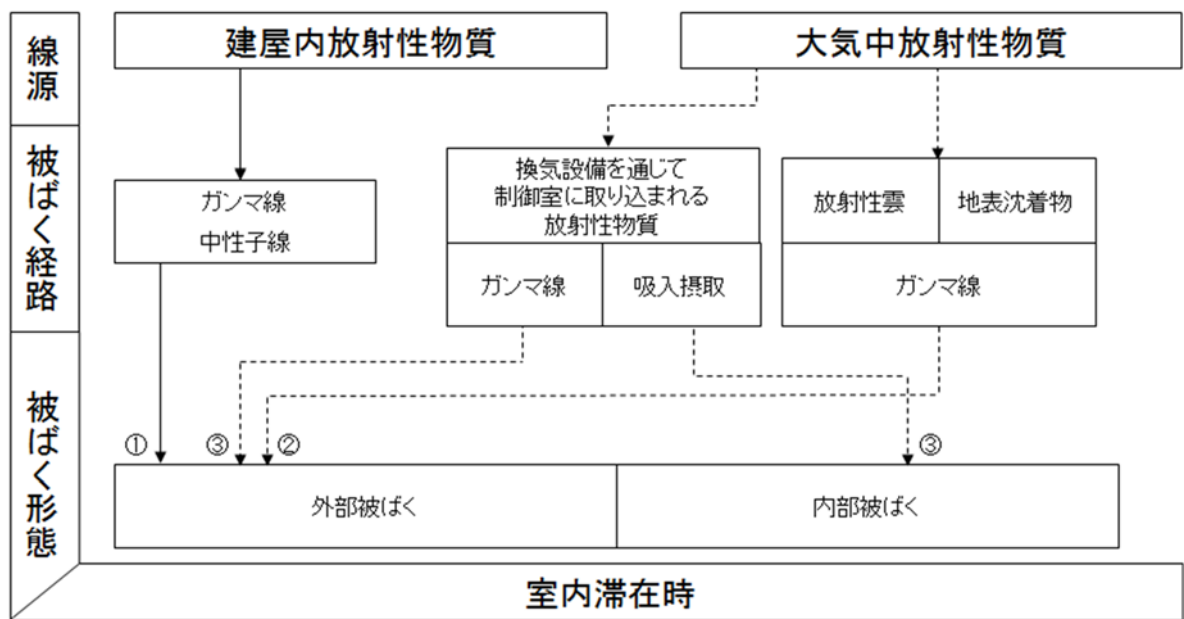 線源
建屋内放射性物質
大気中放射性物質
被ばく経路
ガンマ線
中性子線
換気設備を通じて
制御室に取り込まれる
放射性物質
ガンマ線
吸入摂取
放射性雲
地表沈着物
ガンマ線
被ばく形態
①
③
②
③
外部被ばく
内部被ばく
室内滞在時